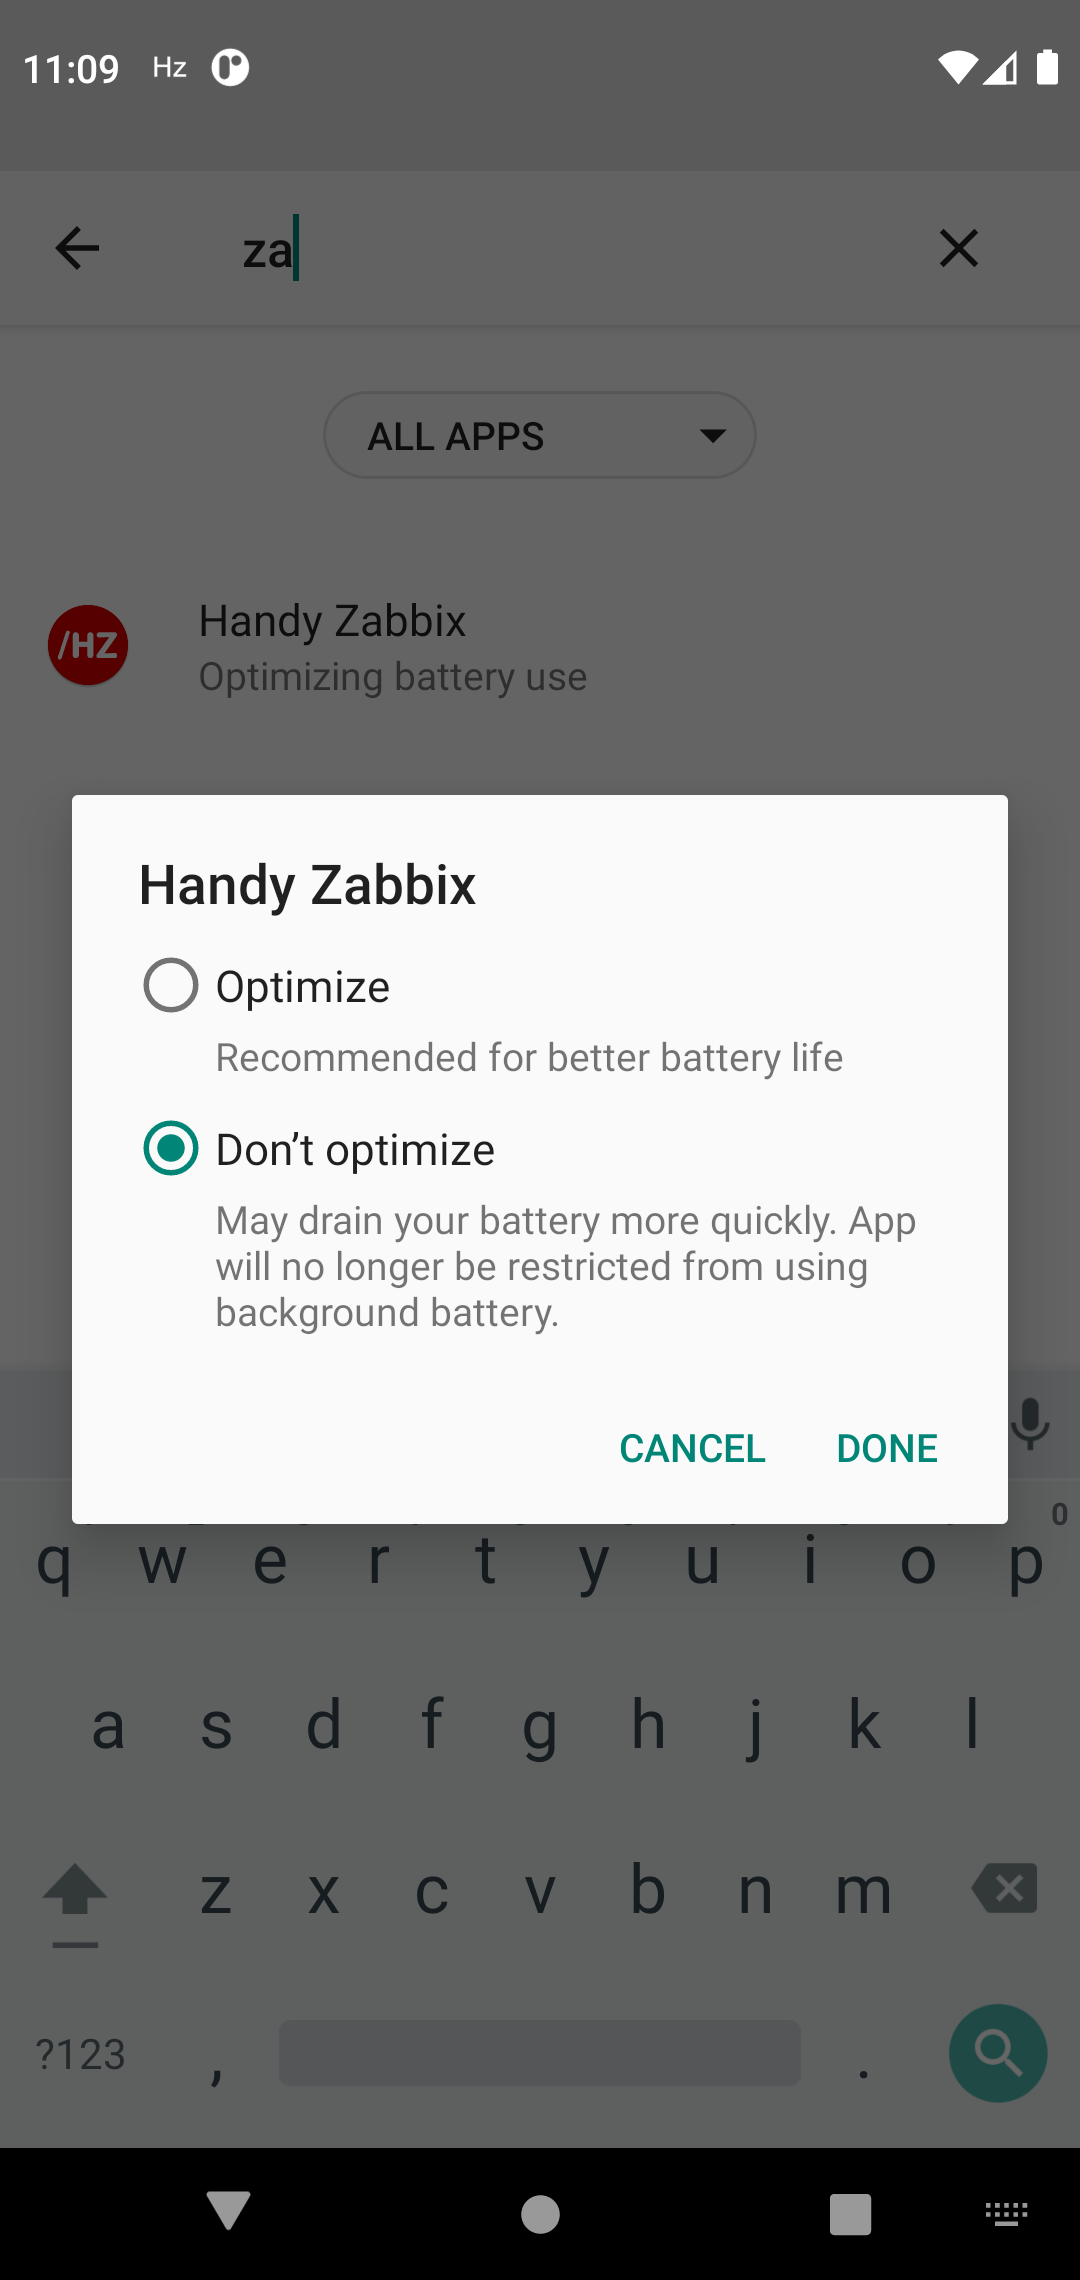 11:09 Hz
za
ALL APPS
/HZ
Handy Zabbix
Optimizing battery use
Handy Zabbix
Optimize
Recommended for better battery life
Don’t optimize
May drain your battery more quickly. App
will no longer be restricted from using
background battery.
CANCEL DONE
0
q w e r t y u i o p
a s d f g h j k l
z x c v b n m
?123 , .